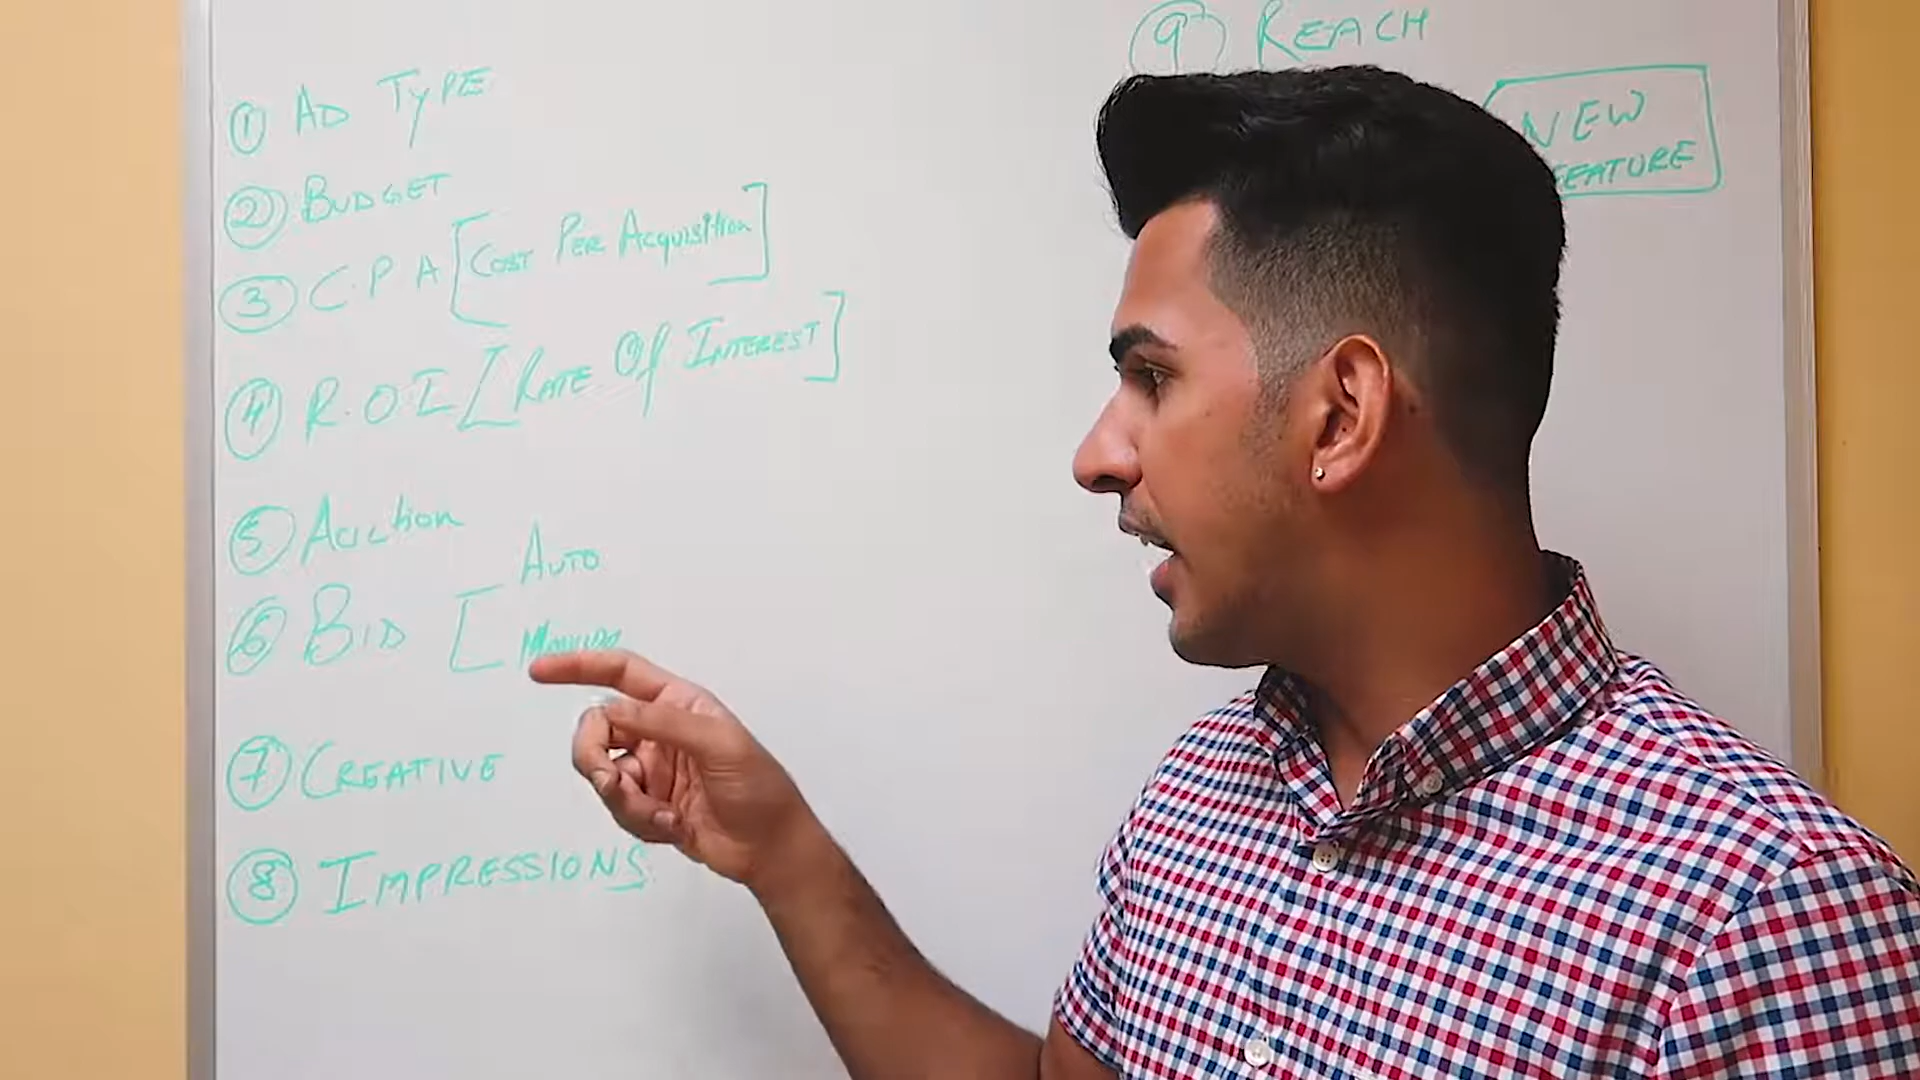 ① AD TYPE
② BUDGET
③ C.P A [COST PER ACQUISITION]
④ R.O I [RATE Of INTEREST]
⑤ AUCtion
⑥ BID [ AUTO
⑦ CREATIVE
⑧ IMPRESSIONS
⑨ REACH
NEW
FEATURE